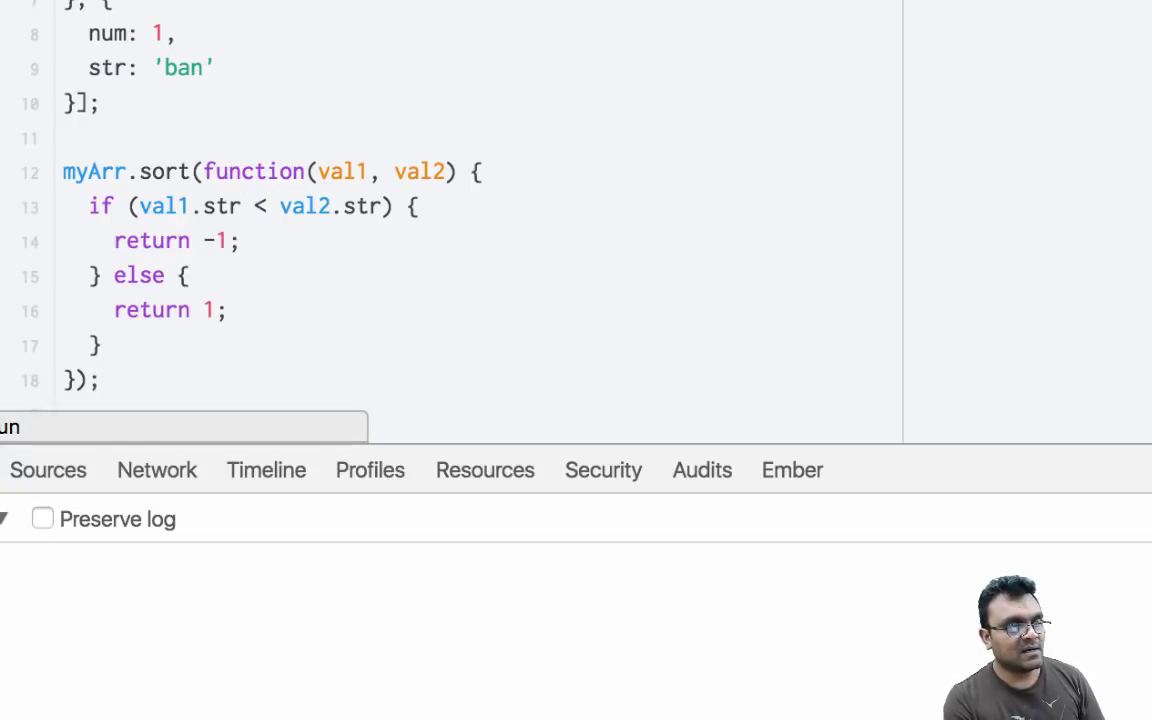 7 }, {
8 num: 1,
9 str: 'ban'
10 }];
11
12 myArr.sort(function(val1, val2) {
13 if (val1.str < val2.str) {
14 return -1;
15 } else {
16 return 1;
17 }
18 });
un
Sources Network Timeline Profiles Resources Security Audits Ember
Preserve log